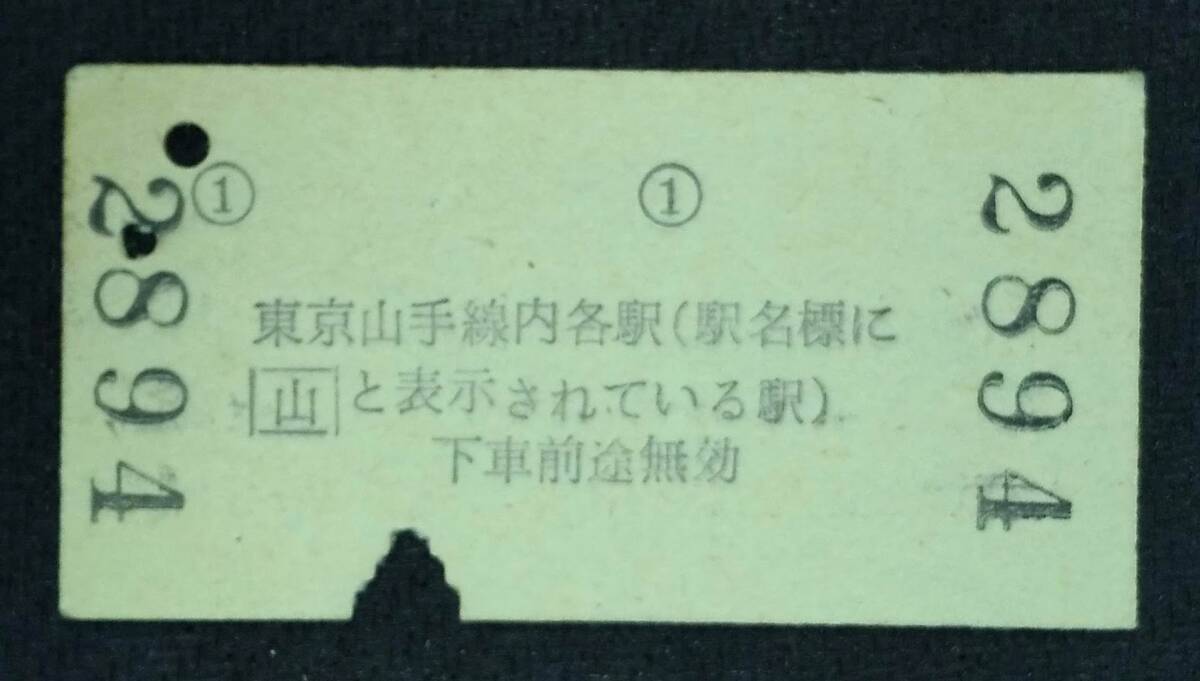 ① ①
2894
東京山手線内各駅(駅名標に
山と表示されている駅)
下車前途無効
2894